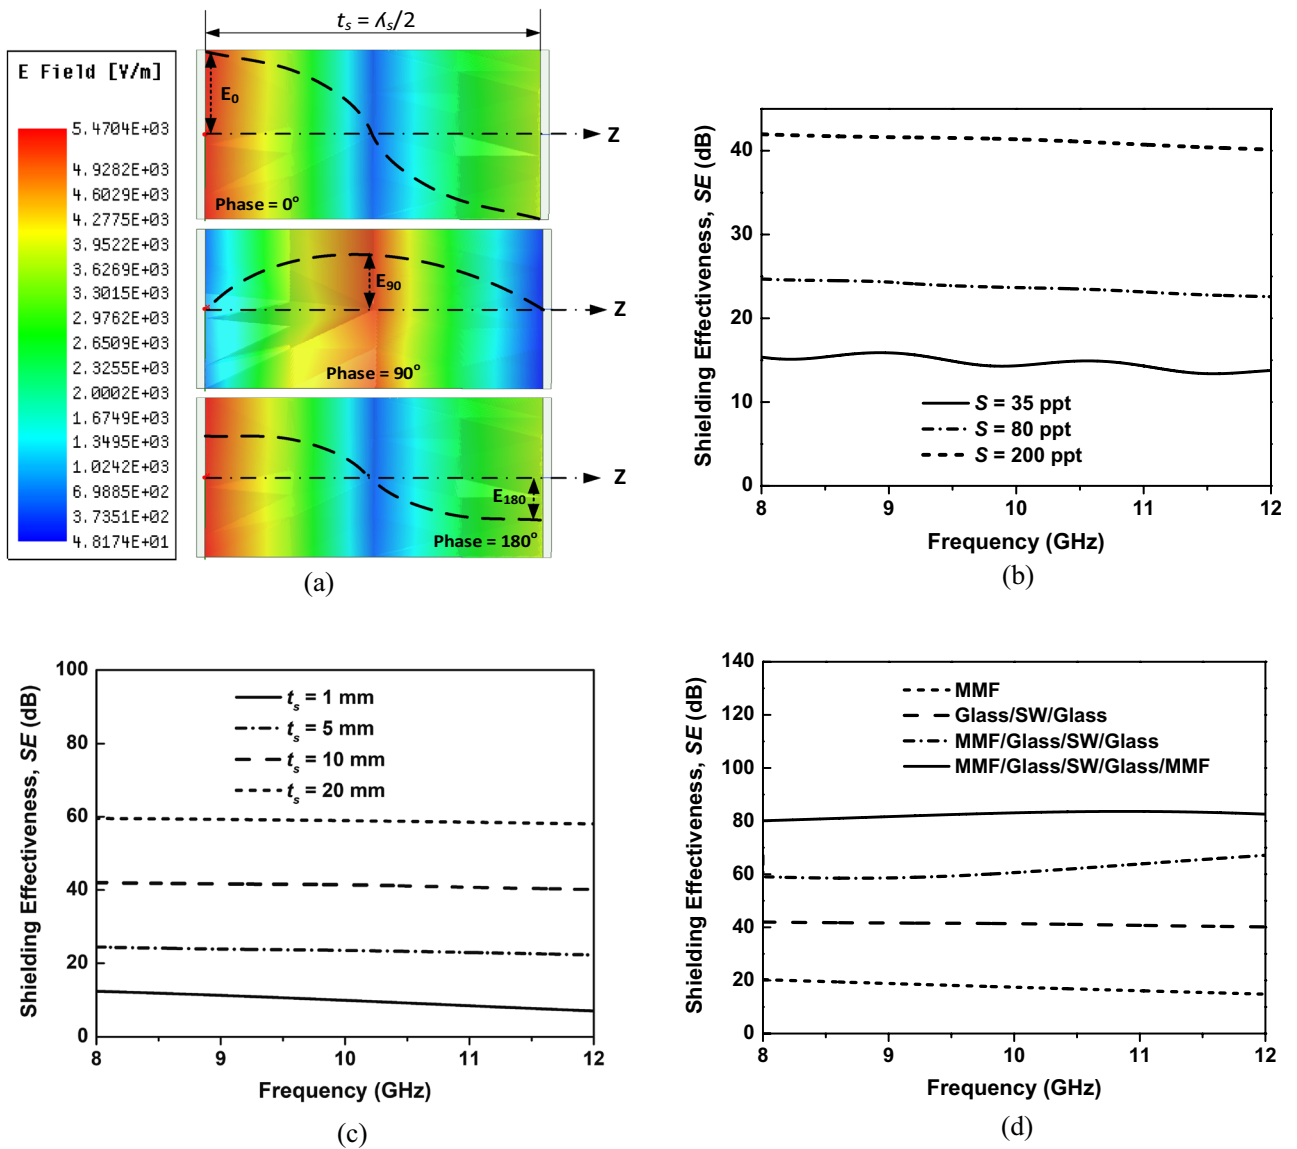 t_s = ʎ_s/2
E Field [V/m]
5.4704E+03
4.9282E+03
4.6029E+03
4.2775E+03
3.9522E+03
3.6269E+03
3.3015E+03
2.9762E+03
2.6509E+03
2.3255E+03
2.0002E+03
1.6749E+03
1.3495E+03
1.0242E+03
6.9885E+02
3.7351E+02
4.8174E+01
E0
Z
Phase = 0°
E90
Z
Phase = 90°
E180
Z
Phase = 180°
(a)
Shielding Effectiveness, SE (dB)
40
30
20
10
0
S = 35 ppt
S = 80 ppt
S = 200 ppt
8 9 10 11 12
Frequency (GHz)
(b)
Shielding Effectiveness, SE (dB)
100
80
60
40
20
0
t_s = 1 mm
t_s = 5 mm
t_s = 10 mm
t_s = 20 mm
8 9 10 11 12
Frequency (GHz)
(c)
Shielding Effectiveness, SE (dB)
140
120
100
80
60
40
20
0
MMF
Glass/SW/Glass
MMF/Glass/SW/Glass
MMF/Glass/SW/Glass/MMF
8 9 10 11 12
Frequency (GHz)
(d)